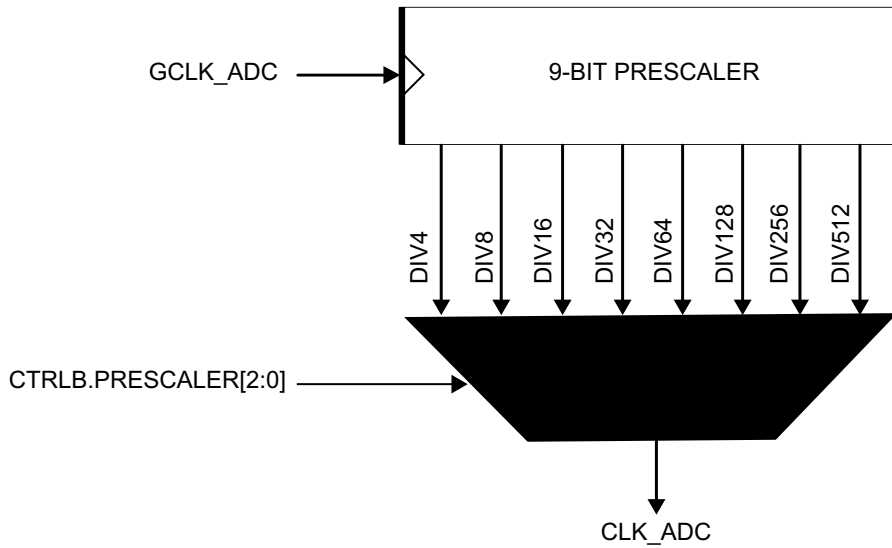 GCLK_ADC
9-BIT PRESCALER
DIV4
DIV8
DIV16
DIV32
DIV64
DIV128
DIV256
DIV512
CTRLB.PRESCALER[2:0]
CLK_ADC